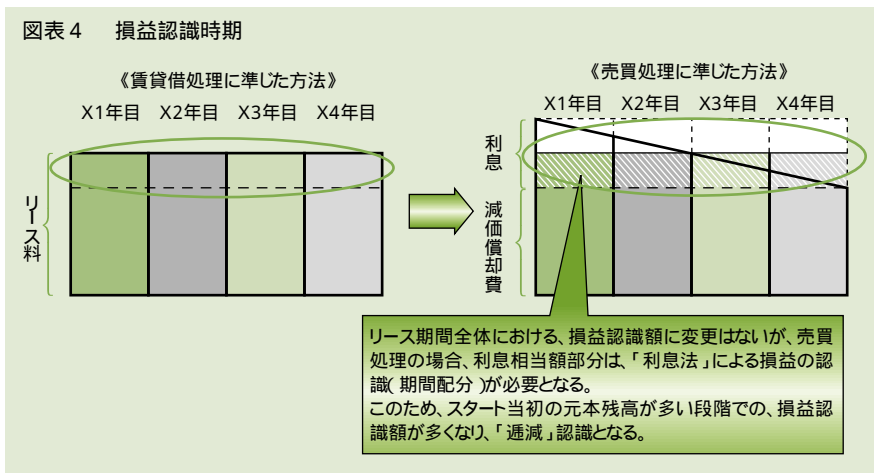 図表4 損益認識時期
《賃貸借処理に準じた方法》
X1年目 X2年目 X3年目 X4年目
リース料
《売買処理に準じた方法》
X1年目 X2年目 X3年目 X4年目
利息
減価償却費
リース期間全体における、損益認識額に変更はないが、売買
処理の場合、利息相当額部分は、「利息法」による損益の認
識(期間配分)が必要となる。
このため、スタート当初の元本残高が多い段階での、損益認
識額が多くなり、「逓減」認識となる。